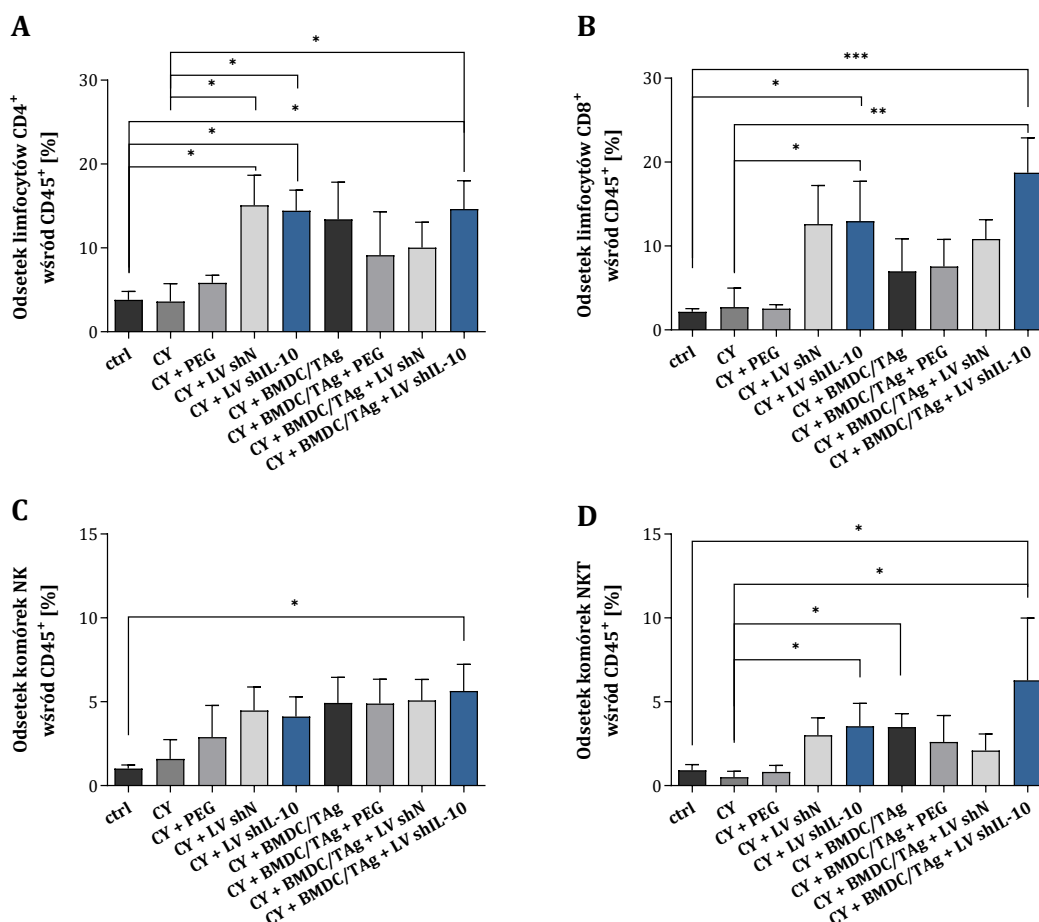 A
Odsetek limfocytów CD4⁺
wśród CD45⁺ [%]
30
20
10
0
*
*
*
*
*
*
ctrl
CY
CY + PEG
CY + LV shN
CY + LV shIL-10
CY + BMDC/TAg
CY + BMDC/TAg + PEG
CY + BMDC/TAg + LV shN
CY + BMDC/TAg + LV shIL-10
B
Odsetek limfocytów CD8⁺
wśród CD45⁺ [%]
30
20
10
0
***
*
**
*
ctrl
CY
CY + PEG
CY + LV shN
CY + LV shIL-10
CY + BMDC/TAg
CY + BMDC/TAg + PEG
CY + BMDC/TAg + LV shN
CY + BMDC/TAg + LV shIL-10
C
Odsetek komórek NK
wśród CD45⁺ [%]
15
10
5
0
*
ctrl
CY
CY + PEG
CY + LV shN
CY + LV shIL-10
CY + BMDC/TAg
CY + BMDC/TAg + PEG
CY + BMDC/TAg + LV shN
CY + BMDC/TAg + LV shIL-10
D
Odsetek komórek NKT
wśród CD45⁺ [%]
15
10
5
0
*
*
*
*
ctrl
CY
CY + PEG
CY + LV shN
CY + LV shIL-10
CY + BMDC/TAg
CY + BMDC/TAg + PEG
CY + BMDC/TAg + LV shN
CY + BMDC/TAg + LV shIL-10